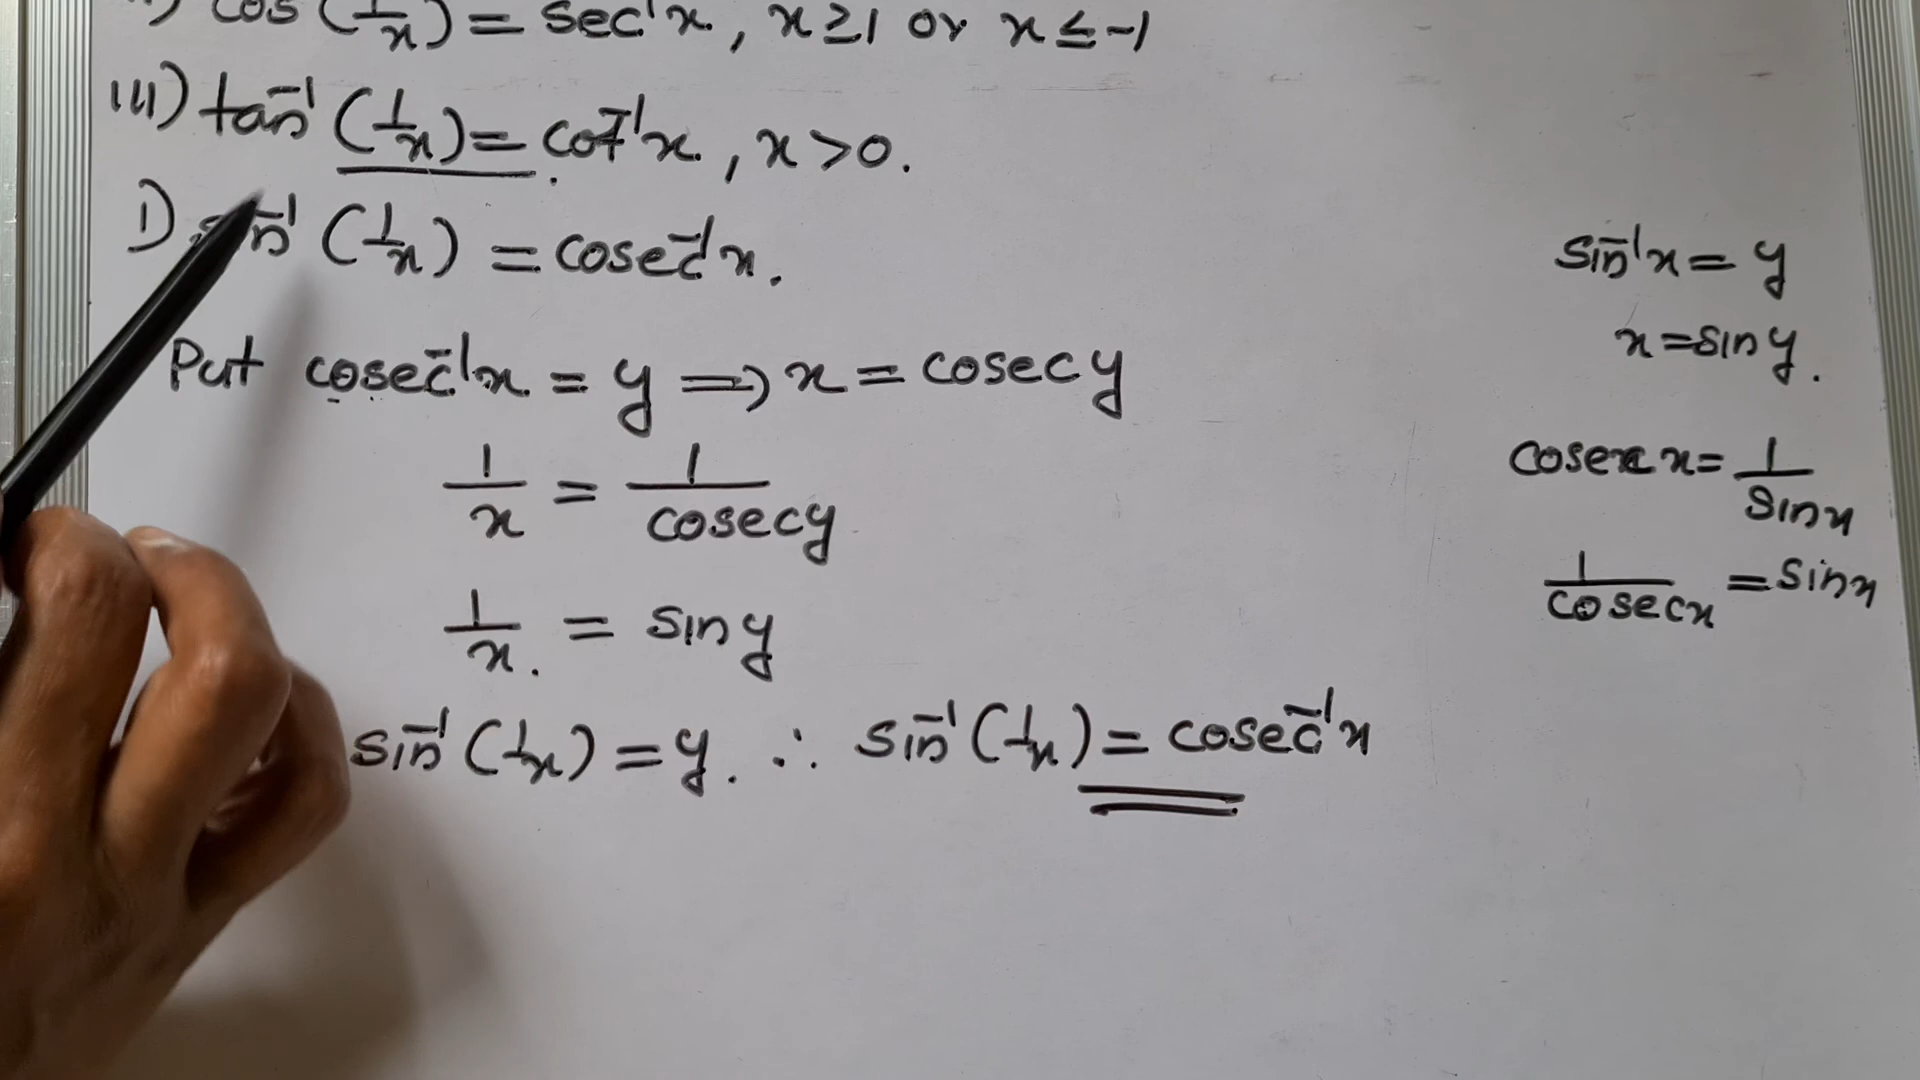 cos⁻¹(1/x) = sec⁻¹x, x ≥ 1 or x ≤ -1
III) tan⁻¹(1/x) = cot⁻¹x, x > 0.
I) sin⁻¹(1/x) = cosec⁻¹x.
Put cosec⁻¹x = y ⟹ x = cosec y
1/x = 1/cosec y
1/x. = sin y
sin⁻¹(1/x) = y. ∴ sin⁻¹(1/x) = cosec⁻¹x
sin⁻¹x = y
x = sin y.
cosec x = 1/sin x
1/cosec x = sin x